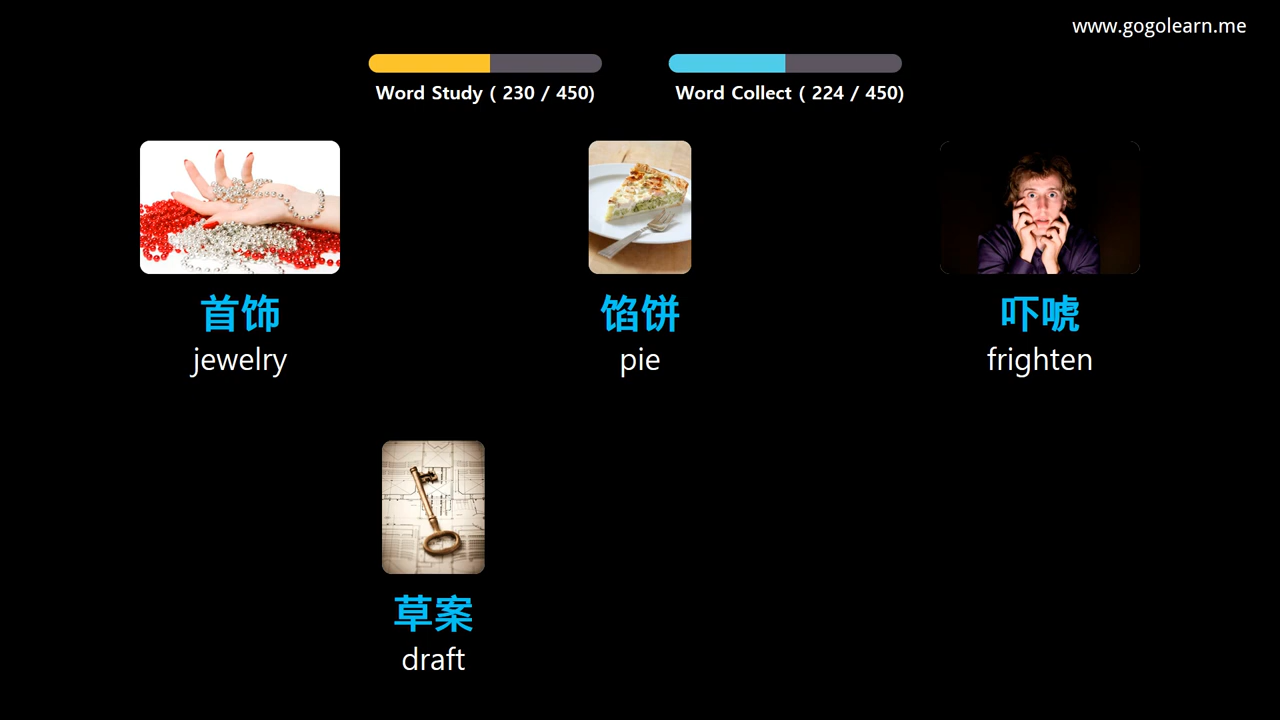 www.gogolearn.me
Word Study ( 230 / 450)
Word Collect ( 224 / 450)
首饰
jewelry
馅饼
pie
吓唬
frighten
草案
draft